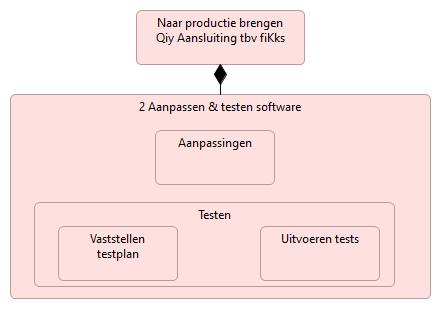 Naar productie brengen
Qiy Aansluiting tbv fiKks
2 Aanpassen & testen software
Aanpassingen
Testen
Vaststellen
testplan
Uitvoeren tests